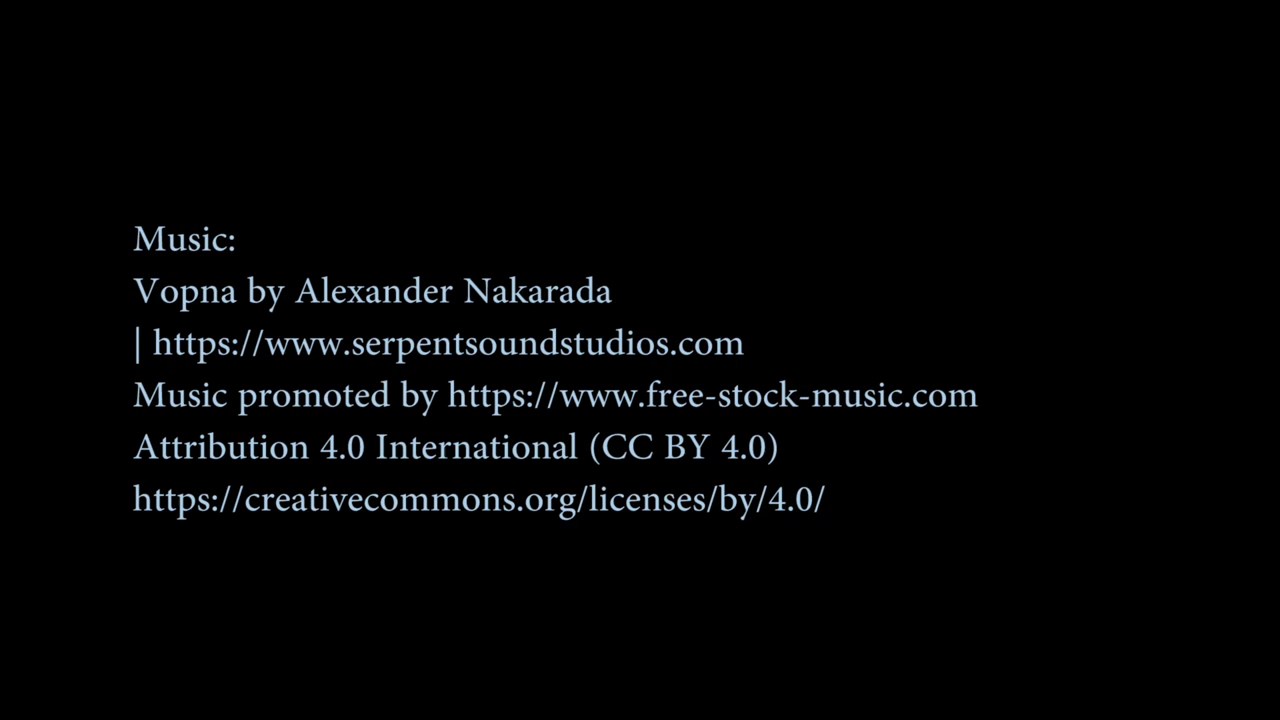 Music:
Vopna by Alexander Nakarada
| https://www.serpentsoundstudios.com
Music promoted by https://www.free-stock-music.com
Attribution 4.0 International (CC BY 4.0)
https://creativecommons.org/licenses/by/4.0/